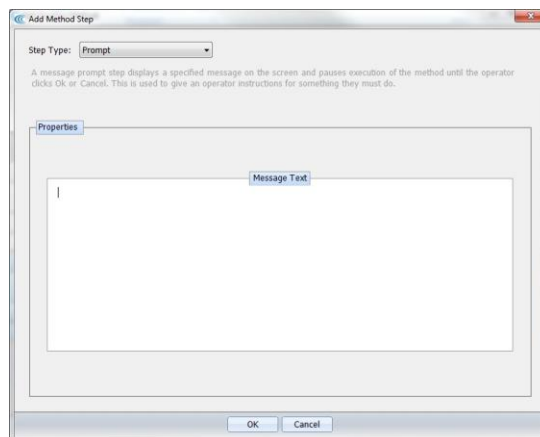 Add Method Step
Step Type: Prompt
A message prompt step displays a specified message on the screen and pauses execution of the method until the operator
clicks Ok or Cancel. This is used to give an operator instructions for something they must do.
Properties
Message Text
OK Cancel